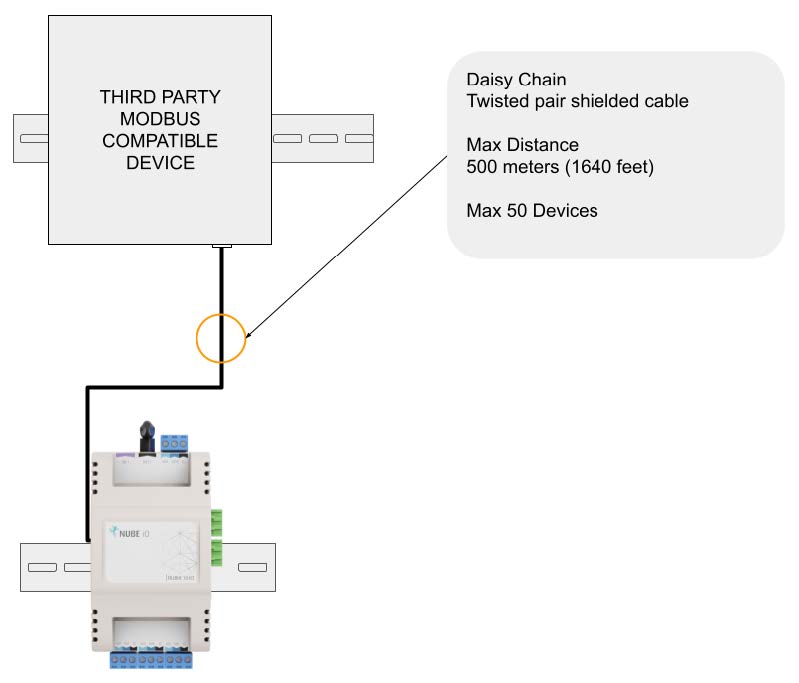 THIRD PARTY
MODBUS
COMPATIBLE
DEVICE
Daisy Chain
Twisted pair shielded cable
Max Distance
500 meters (1640 feet)
Max 50 Devices
NUBE iO